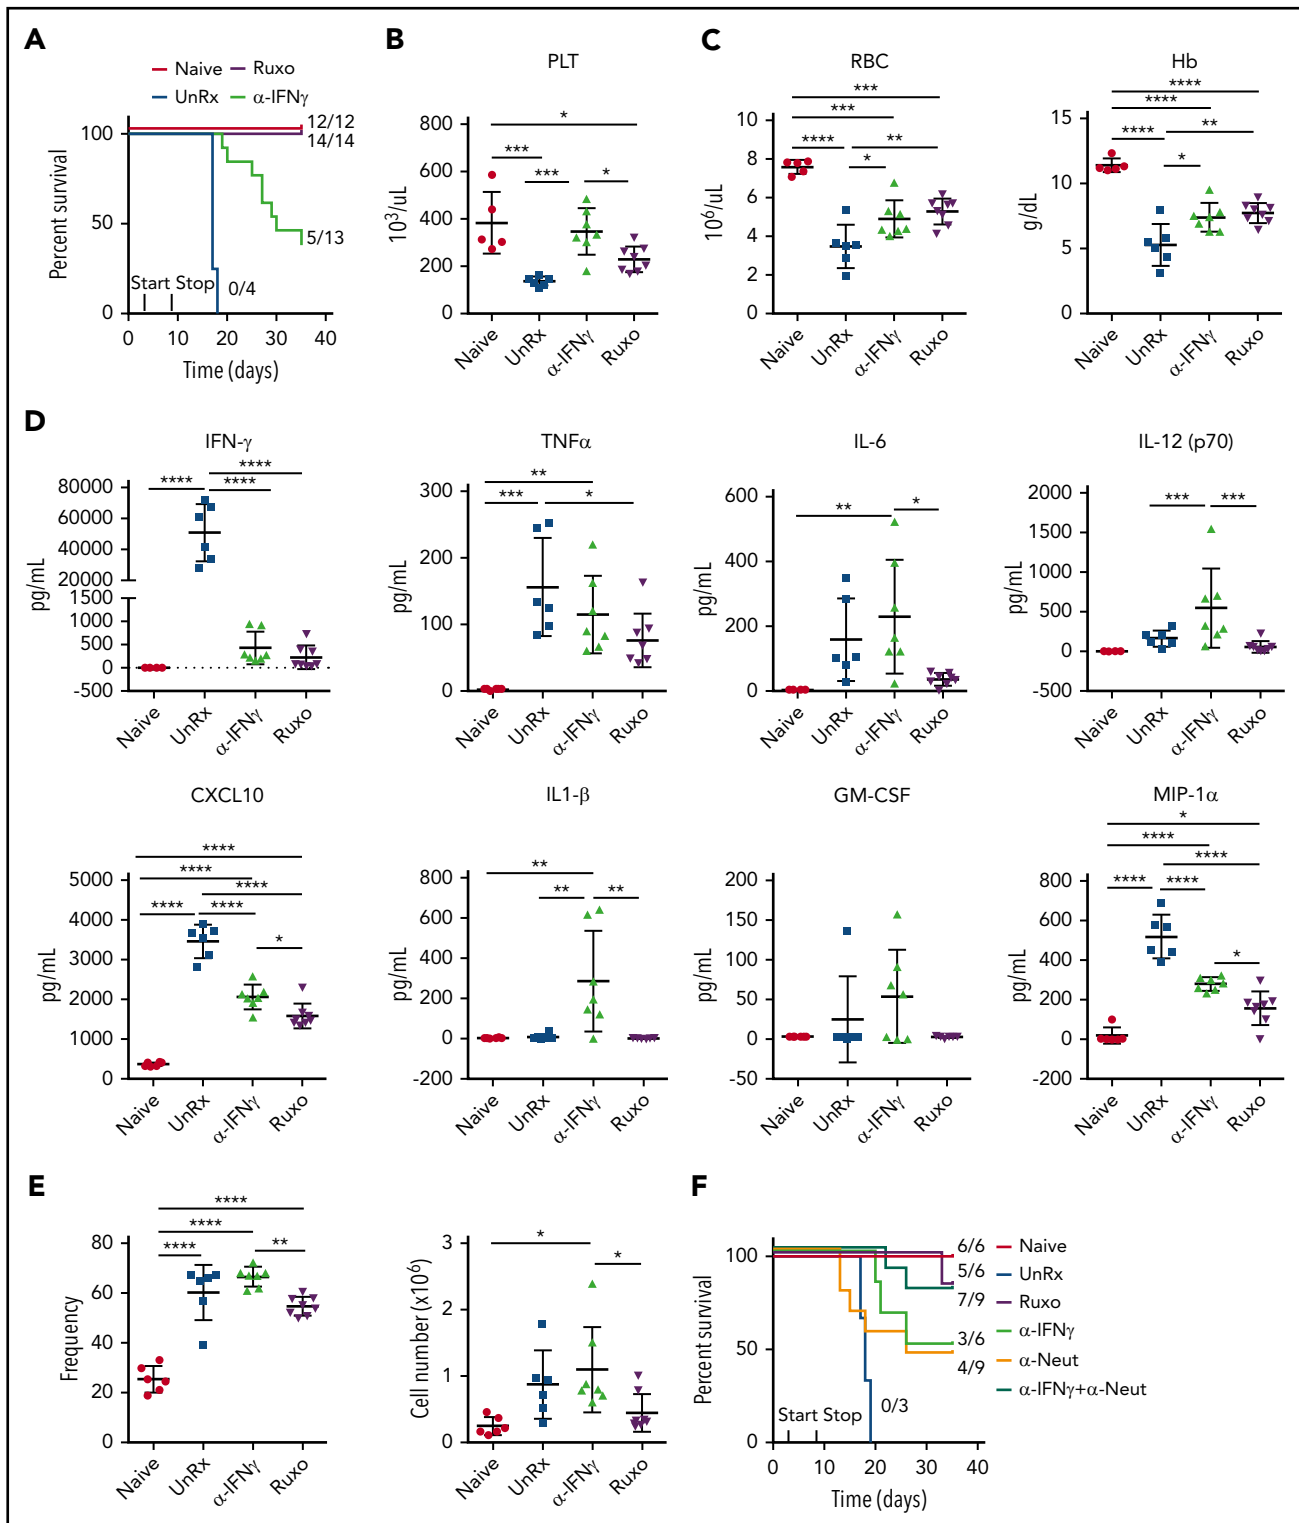 A
Naive
Ruxo
UnRx
α-IFNγ
Percent survival
100
50
0
12/12
14/14
5/13
0/4
Start Stop
0 10 20 30 40
Time (days)
B
PLT
10³/uL
800
600
400
200
0
*
***
***
*
Naive UnRx α-IFNγ Ruxo
C
RBC
10⁶/uL
10
8
6
4
2
0
***
***
****
**
*
Naive UnRx α-IFNγ Ruxo
Hb
g/dL
15
10
5
0
****
****
****
**
*
Naive UnRx α-IFNγ Ruxo
D
IFN-γ
pg/mL
80000
60000
40000
20000
1500
1000
500
0
-500
****
****
****
Naive UnRx α-IFNγ Ruxo
TNFα
pg/mL
300
200
100
0
**
***
*
Naive UnRx α-IFNγ Ruxo
IL-6
pg/mL
600
400
200
0
**
*
Naive UnRx α-IFNγ Ruxo
IL-12 (p70)
pg/mL
2000
1500
1000
500
0
-500
***
***
Naive UnRx α-IFNγ Ruxo
CXCL10
pg/mL
5000
4000
3000
2000
1000
0
****
****
****
****
****
*
Naive UnRx α-IFNγ Ruxo
IL1-β
pg/mL
800
600
400
200
0
-200
**
**
**
Naive UnRx α-IFNγ Ruxo
GM-CSF
pg/mL
200
150
100
50
0
-50
Naive UnRx α-IFNγ Ruxo
MIP-1α
pg/mL
800
600
400
200
0
-200
*
****
****
****
****
*
Naive UnRx α-IFNγ Ruxo
E
Frequency
80
60
40
20
0
****
****
****
**
Naive UnRx α-IFNγ Ruxo
Cell number (x10⁶)
3
2
1
0
*
*
Naive UnRx α-IFNγ Ruxo
F
Percent survival
100
50
0
6/6
5/6
7/9
3/6
4/9
0/3
Start Stop
0 10 20 30 40
Time (days)
Naive
UnRx
Ruxo
α-IFNγ
α-Neut
α-IFNγ+α-Neut